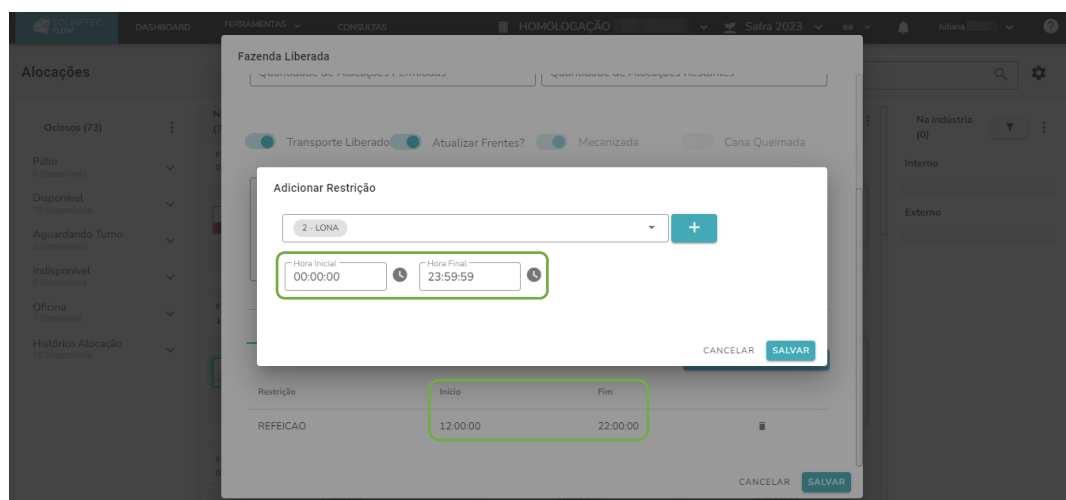 SOLINFTEC
FLOW
DASHBOARD
FERRAMENTAS
CONSULTAS
HOMOLOGAÇÃO
Safra 2023
BR
Iuliana
Alocações
Fazenda Liberada
Quantidade de Alocações Permitidas
Quantidade de Alocações Restantes
Transporte Liberado
Atualizar Frentes?
Mecanizada
Cana Queimada
Ociosos (73)
Pátio
Disponível
Aguardando Turno
Indisponível
Oficina
Histórico Alocação
Adicionar Restrição
2 - LONA
+
Hora Inicial
00:00:00
Hora Final
23:59:59
CANCELAR
SALVAR
Restrição
Início
Fim
REFEICAO
12:00:00
22:00:00
CANCELAR
SALVAR
Na indústria
(0)
Interno
Externo